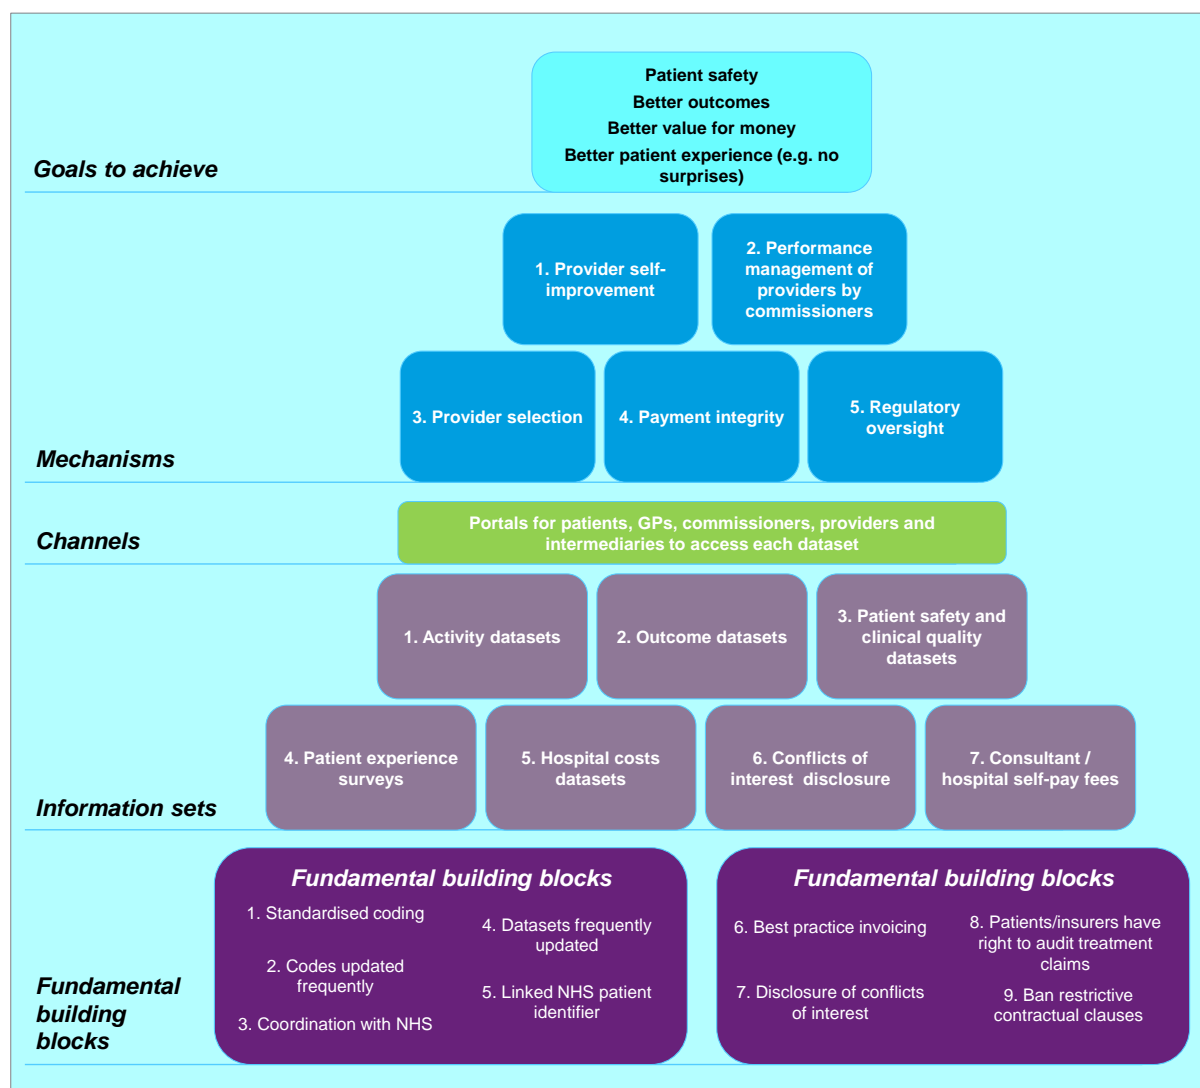 Patient safety
Better outcomes
Better value for money
Better patient experience (e.g. no
surprises)
Goals to achieve
1. Provider self-
improvement
2. Performance
management of
providers by
commissioners
3. Provider selection
4. Payment integrity
5. Regulatory
oversight
Mechanisms
Portals for patients, GPs, commissioners, providers and
intermediaries to access each dataset
Channels
1. Activity datasets
2. Outcome datasets
3. Patient safety and
clinical quality
datasets
4. Patient experience
surveys
5. Hospital costs
datasets
6. Conflicts of
interest  disclosure
7. Consultant /
hospital self-pay fees
Information sets
Fundamental building blocks
1. Standardised coding
2. Codes updated
frequently
3. Coordination with NHS
4. Datasets frequently
updated
5. Linked NHS patient
identifier
Fundamental building blocks
6. Best practice invoicing
7. Disclosure of conflicts
of interest
8. Patients/insurers have
right to audit treatment
claims
9. Ban restrictive
contractual clauses
Fundamental
building
blocks